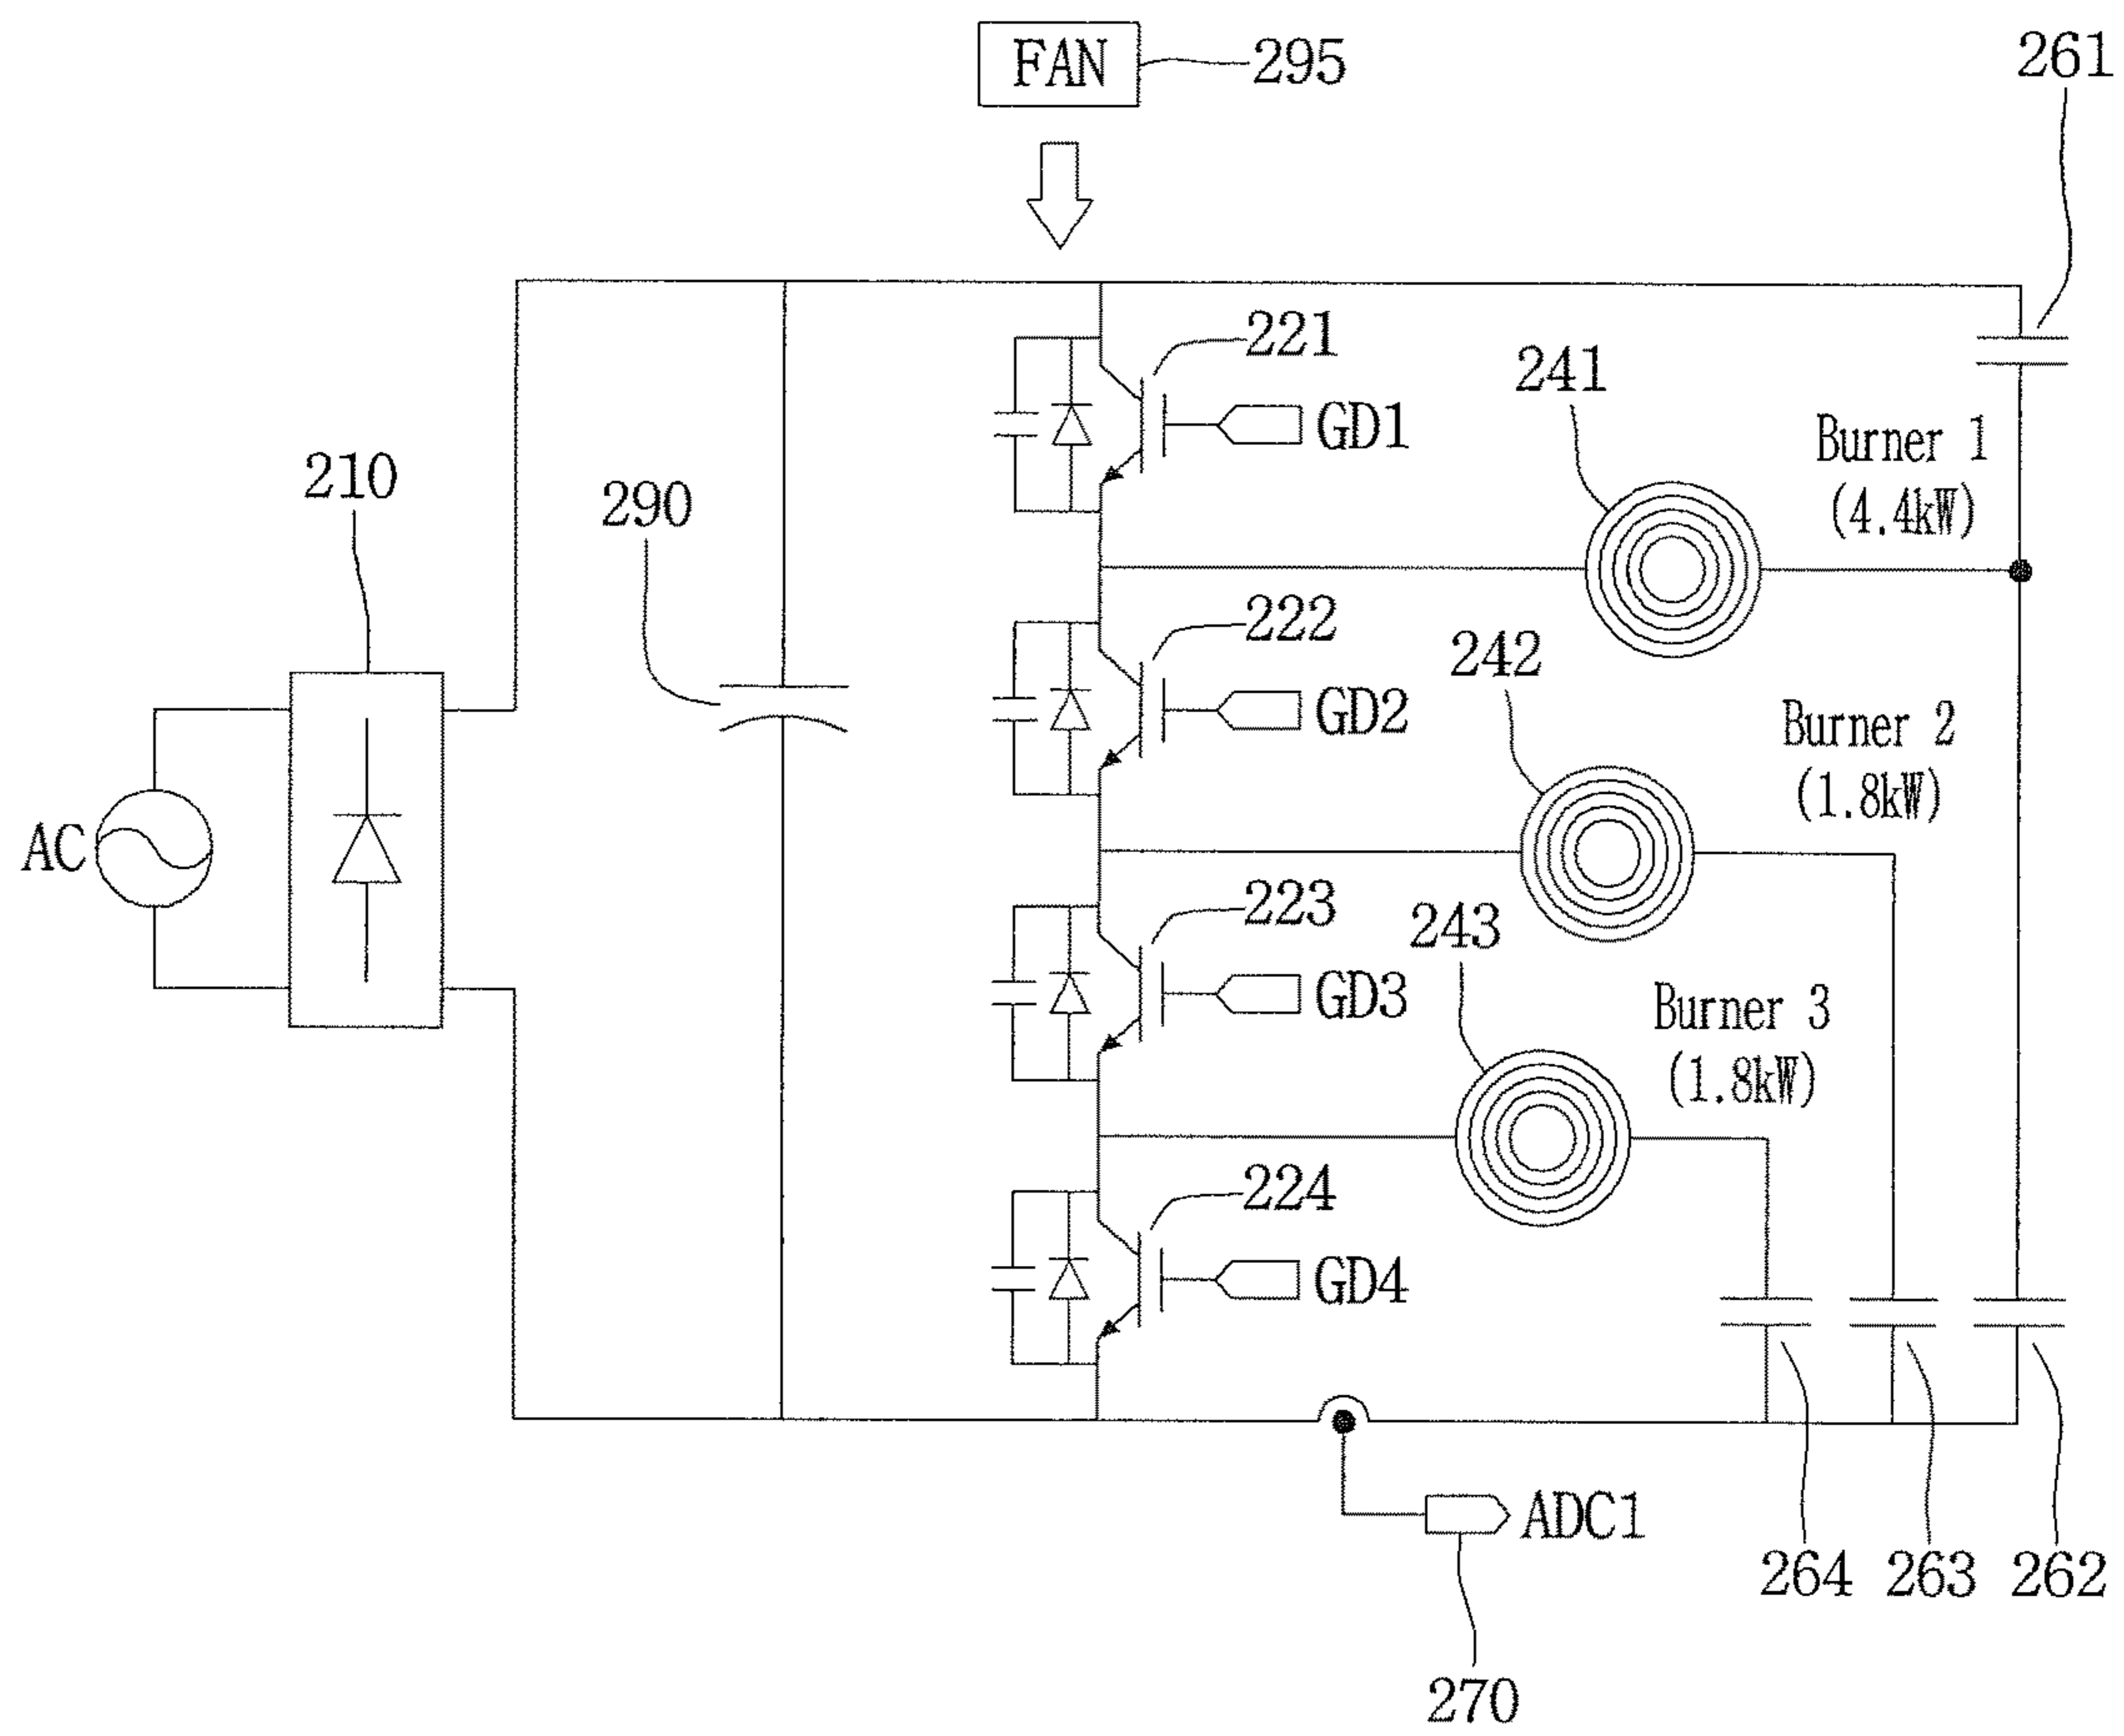 FAN
295
261
221
GD1
241
Burner 1
(4.4kW)
210
290
222
GD2
242
Burner 2
(1.8kW)
AC
223
GD3
243
Burner 3
(1.8kW)
224
GD4
ADC1
264
263
262
270